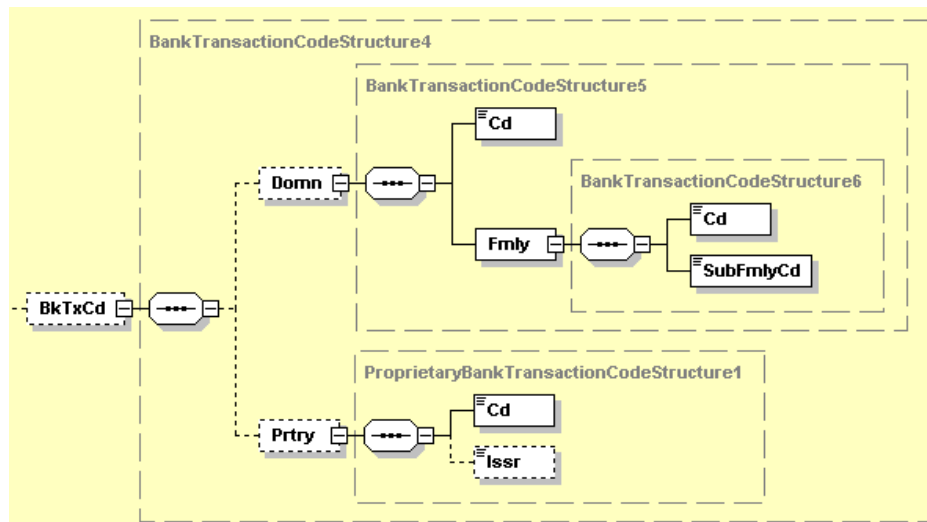 BankTransactionCodeStructure4
BankTransactionCodeStructure5
Cd
BankTransactionCodeStructure6
Domn
Cd
Fmly
SubFmlyCd
BkTxCd
ProprietaryBankTransactionCodeStructure1
Cd
Prtry
Issr